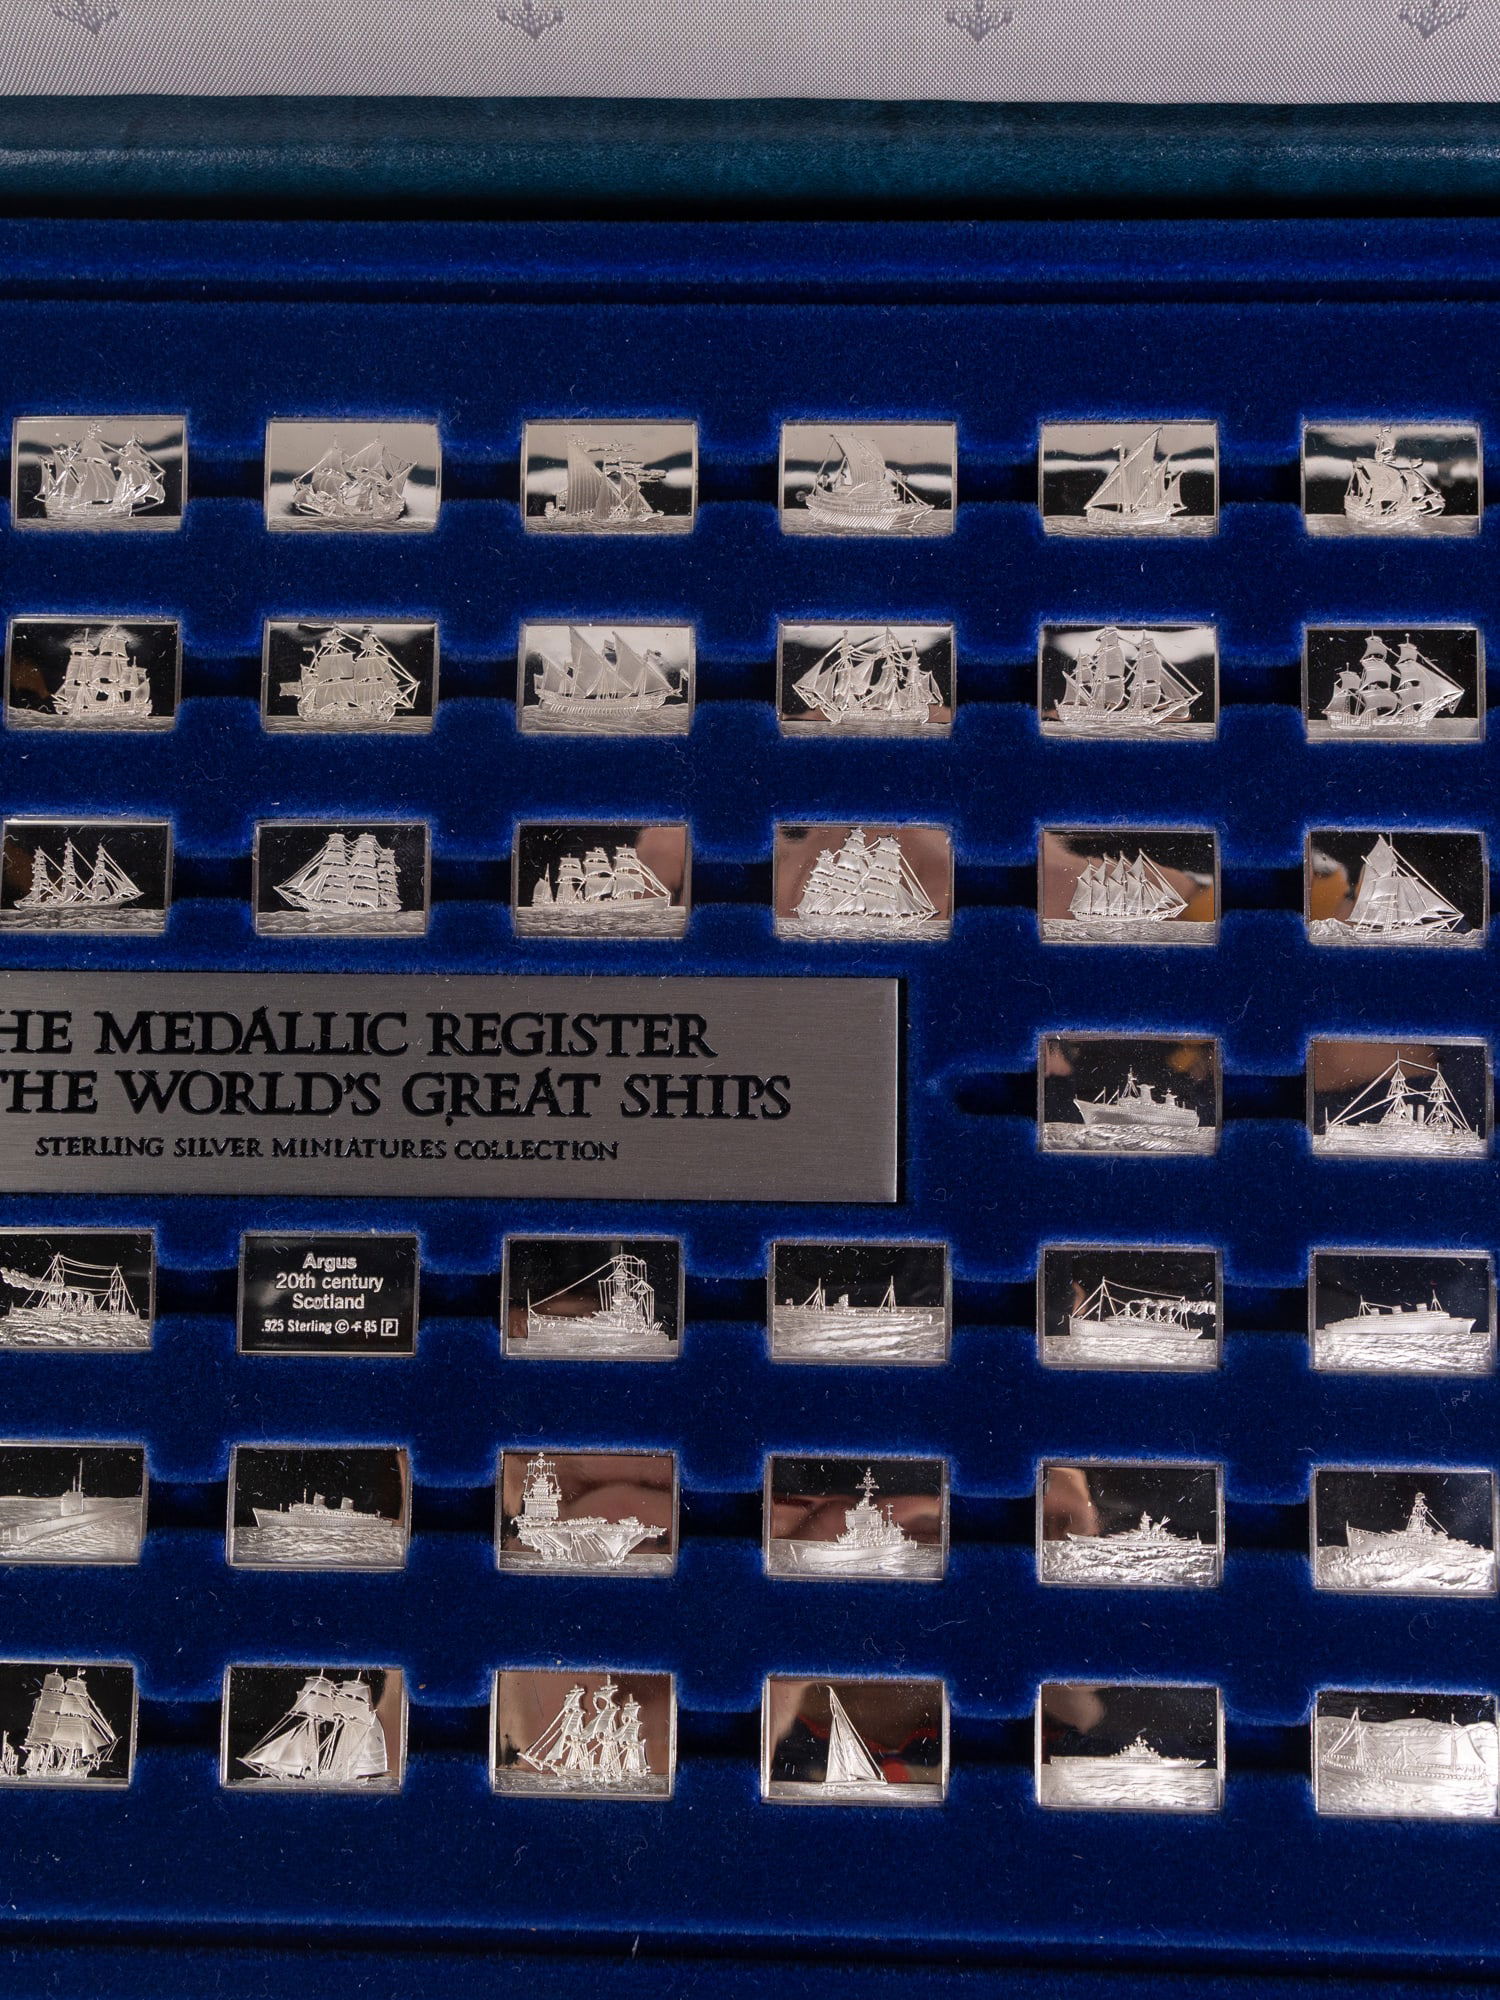 HE MEDALLIC REGISTER
THE WORLD'S GREAT SHIPS
STERLING SILVER MINIATURES COLLECTION
Argus
20th century
Scotland
.925 Sterling © 85 P